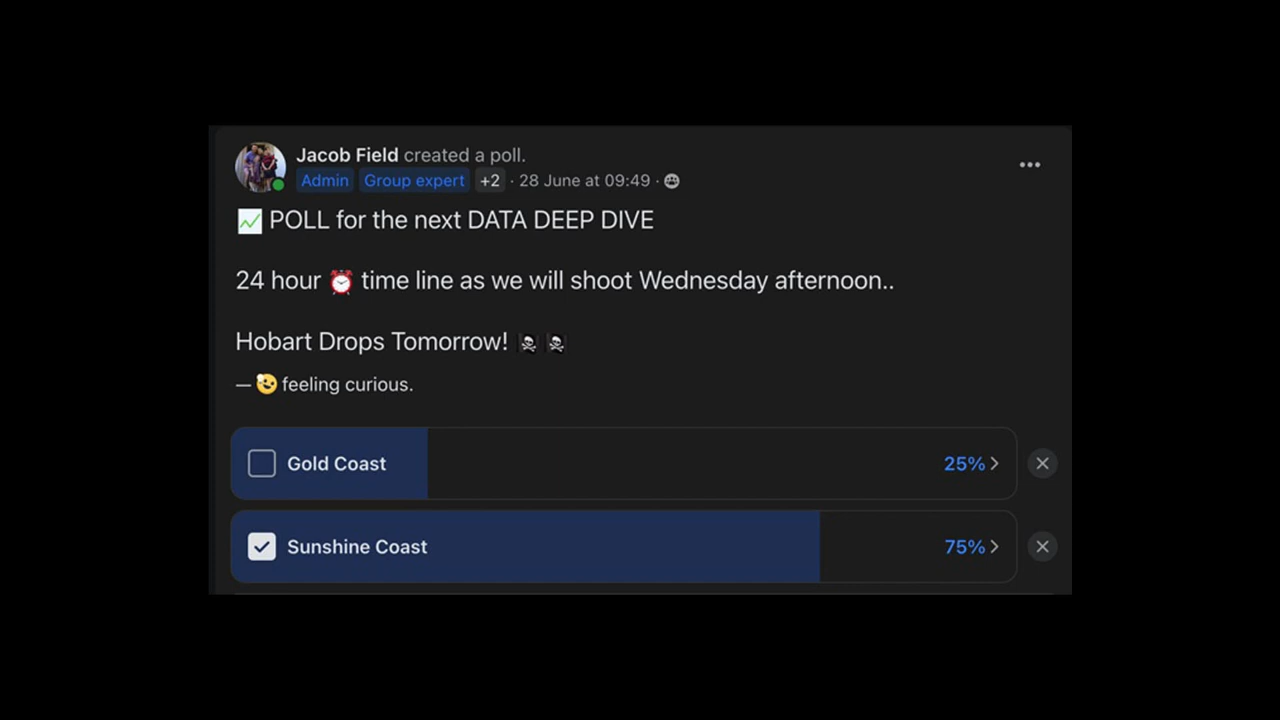 Jacob Field created a poll.
Admin Group expert +2 · 28 June at 09:49 ·
📈 POLL for the next DATA DEEP DIVE
24 hour ⏰ time line as we will shoot Wednesday afternoon..
Hobart Drops Tomorrow! ☠️ ☠️
— feeling curious.
Gold Coast 25%
Sunshine Coast 75%